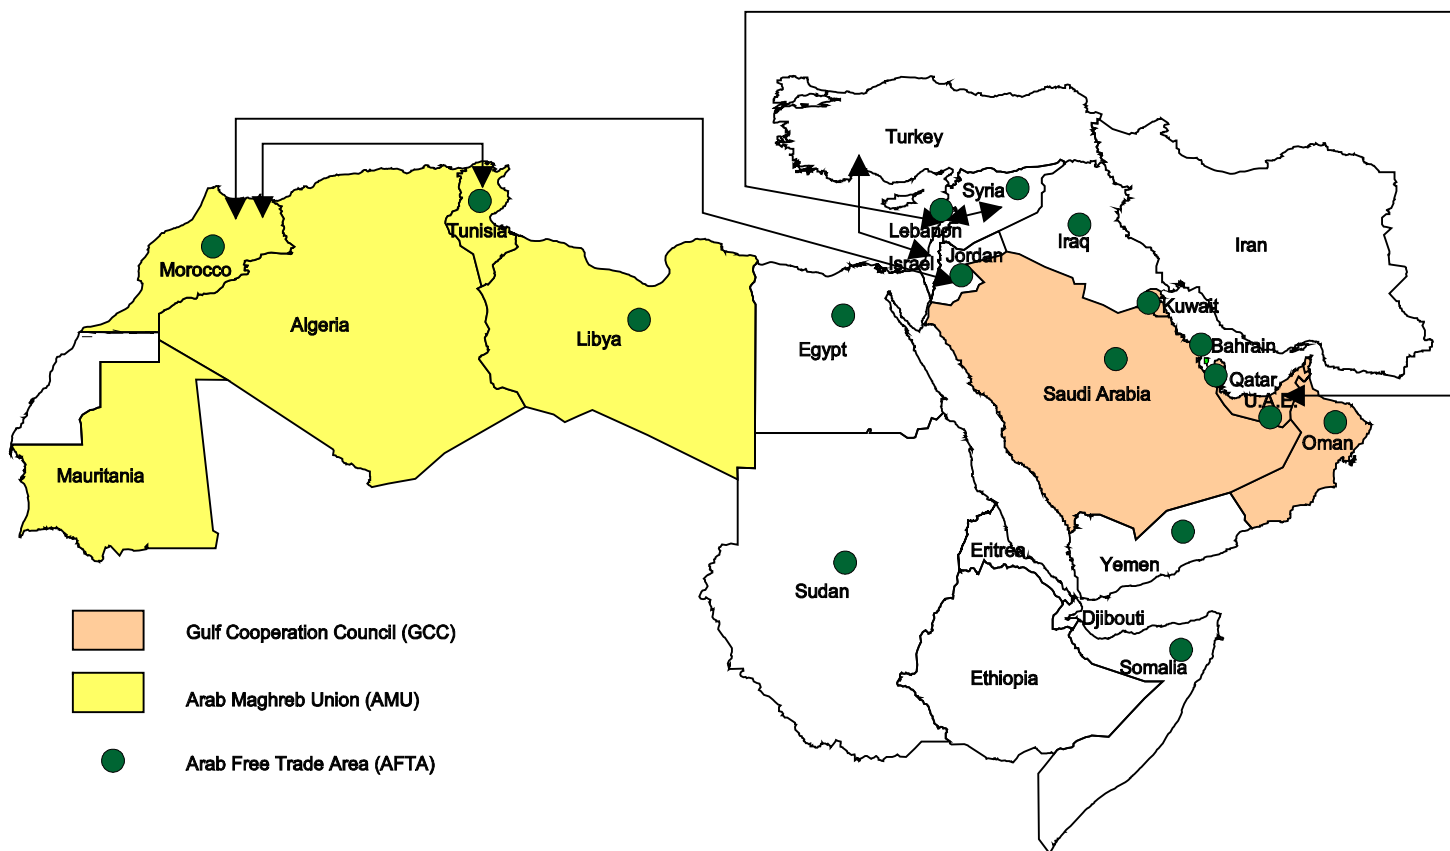 Turkey
Syria
Lebanon
Iraq
Iran
Tunisia
Israel
Jordan
Morocco
Kuwait
Algeria
Libya
Egypt
Bahrain
Saudi Arabia
Qatar
U.A.E.
Oman
Mauritania
Eritrea
Yemen
Sudan
Djibouti
Somalia
Ethiopia
Gulf Cooperation Council (GCC)
Arab Maghreb Union (AMU)
Arab Free Trade Area (AFTA)